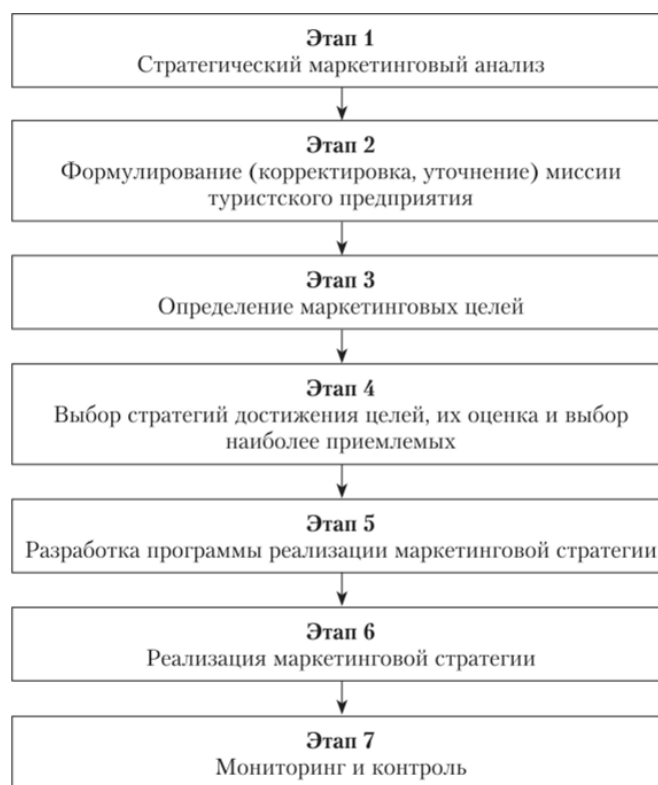 Этап 1
Стратегический маркетинговый анализ
Этап 2
Формулирование (корректировка, уточнение) миссии
туристского предприятия
Этап 3
Определение маркетинговых целей
Этап 4
Выбор стратегий достижения целей, их оценка и выбор
наиболее приемлемых
Этап 5
Разработка программы реализации маркетинговой стратегии
Этап 6
Реализация маркетинговой стратегии
Этап 7
Мониторинг и контроль